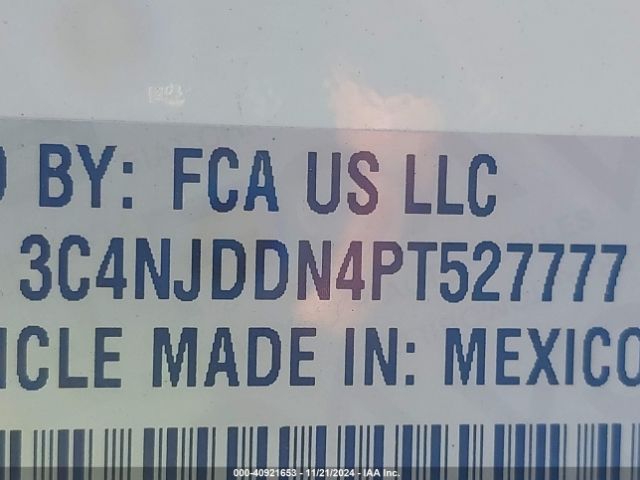 BY: FCA US LLC
3C4NJDDN4PT527777
ICLE MADE IN: MEXICO
000-40921653 - 11/21/2024 - IAA Inc.